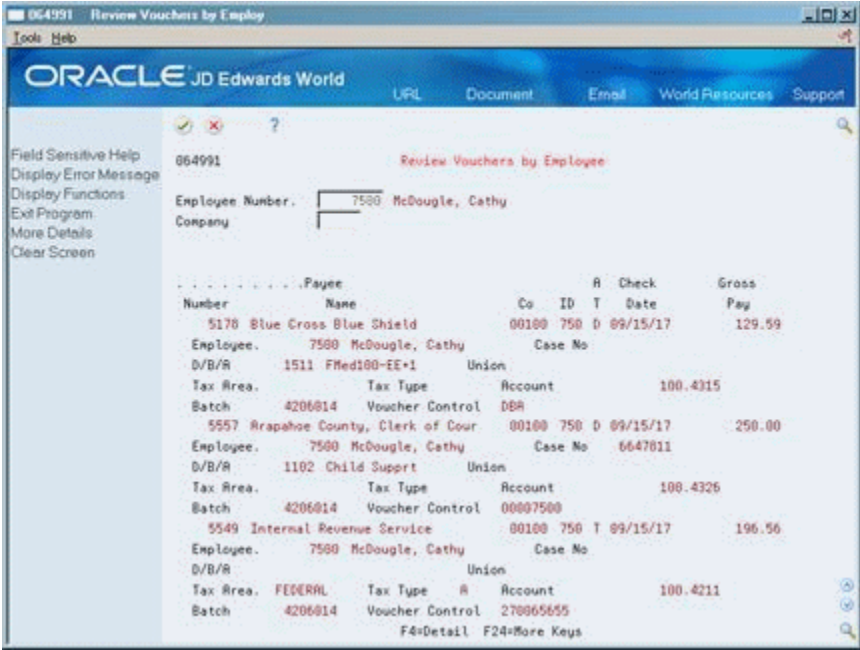 064991 Review Vouchers by Employ
Tools Help
ORACLE JD Edwards World
URL Document Email World Resources Support
?
Field Sensitive Help
Display Error Message
Display Functions
Exit Program
More Details
Clear Screen
064991 Review Vouchers by Employee
Employee Number. 7500 McDougle, Cathy
Company
. . . . . . . . . .Payee A Check Gross
Number Name Co ID T Date Pay
5178 Blue Cross Blue Shield 00100 750 D 09/15/17 129.59
Employee. 7500 McDougle, Cathy Case No
D/B/A 1511 FMed100-EE+1 Union
Tax Area. Tax Type Account 100.4315
Batch 4206014 Voucher Control DBA
5557 Arapahoe County, Clerk of Cour 00100 750 D 09/15/17 250.00
Employee. 7500 McDougle, Cathy Case No 6647011
D/B/A 1102 Child Supprt Union
Tax Area. Tax Type Account 100.4326
Batch 4206014 Voucher Control 00007500
5549 Internal Revenue Service 00100 750 T 09/15/17 196.56
Employee. 7500 McDougle, Cathy Case No
D/B/A Union
Tax Area. FEDERAL Tax Type A Account 100.4211
Batch 4206014 Voucher Control 270065655
F4=Detail F24=More Keys